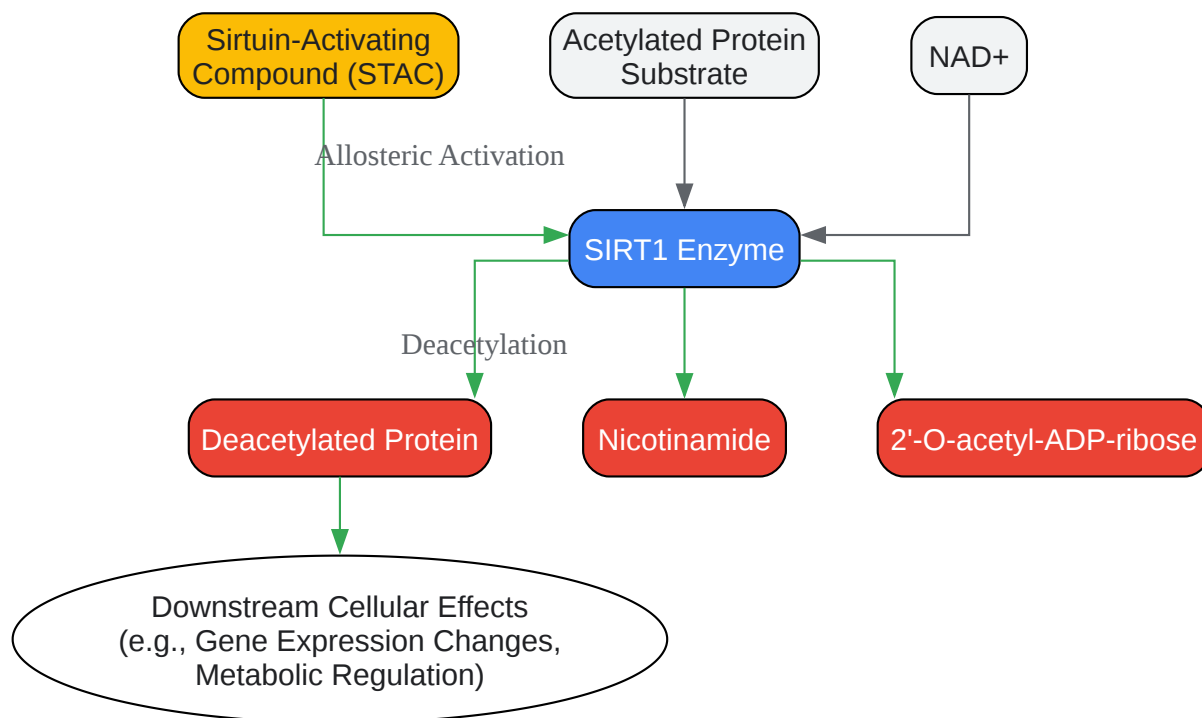 Sirtuin-Activating
Compound (STAC)
Acetylated Protein
Substrate
NAD+
Allosteric Activation
SIRT1 Enzyme
Deacetylation
Deacetylated Protein
Nicotinamide
2'-O-acetyl-ADP-ribose
Downstream Cellular Effects
(e.g., Gene Expression Changes,
Metabolic Regulation)